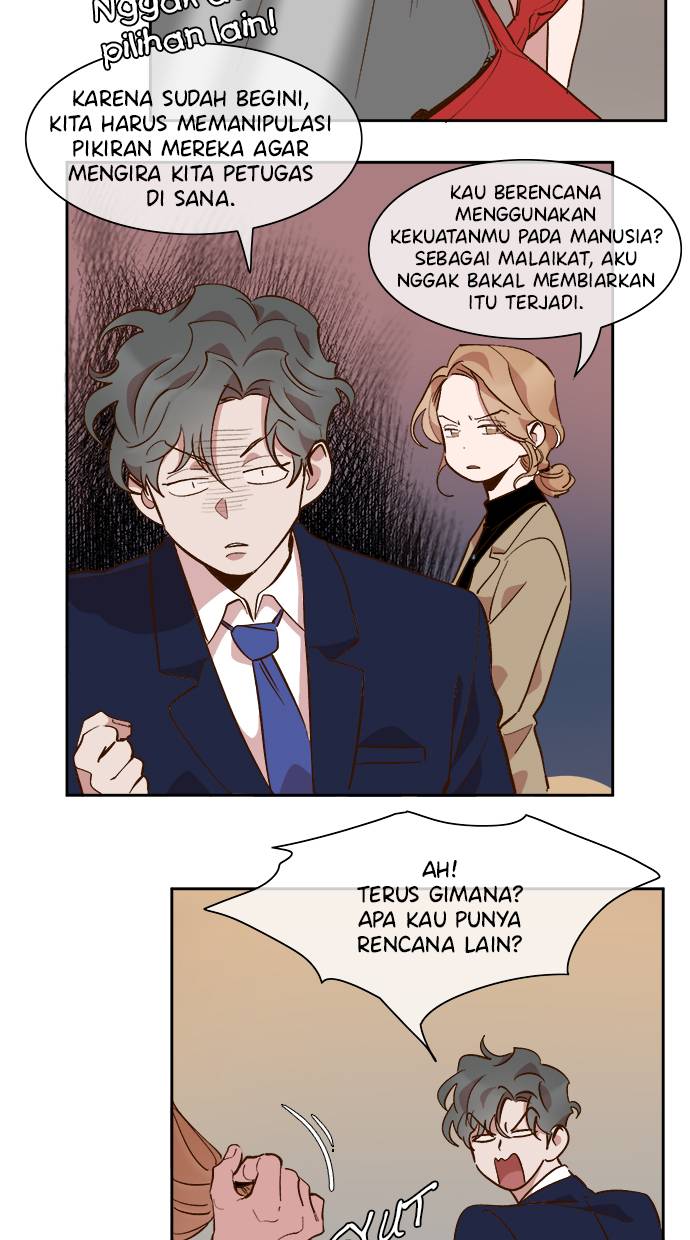 Nggak
pilihan lain!
KARENA SUDAH BEGINI,
KITA HARUS MEMANIPULASI
PIKIRAN MEREKA AGAR
MENGIRA KITA PETUGAS
DI SANA.
KAU BERENCANA
MENGGUNAKAN
KEKUATANMU PADA MANUSIA?
SEBAGAI MALAIKAT, AKU
NGGAK BAKAL MEMBIARKAN
ITU TERJADI.
AH!
TERUS GIMANA?
APA KAU PUNYA
RENCANA LAIN?